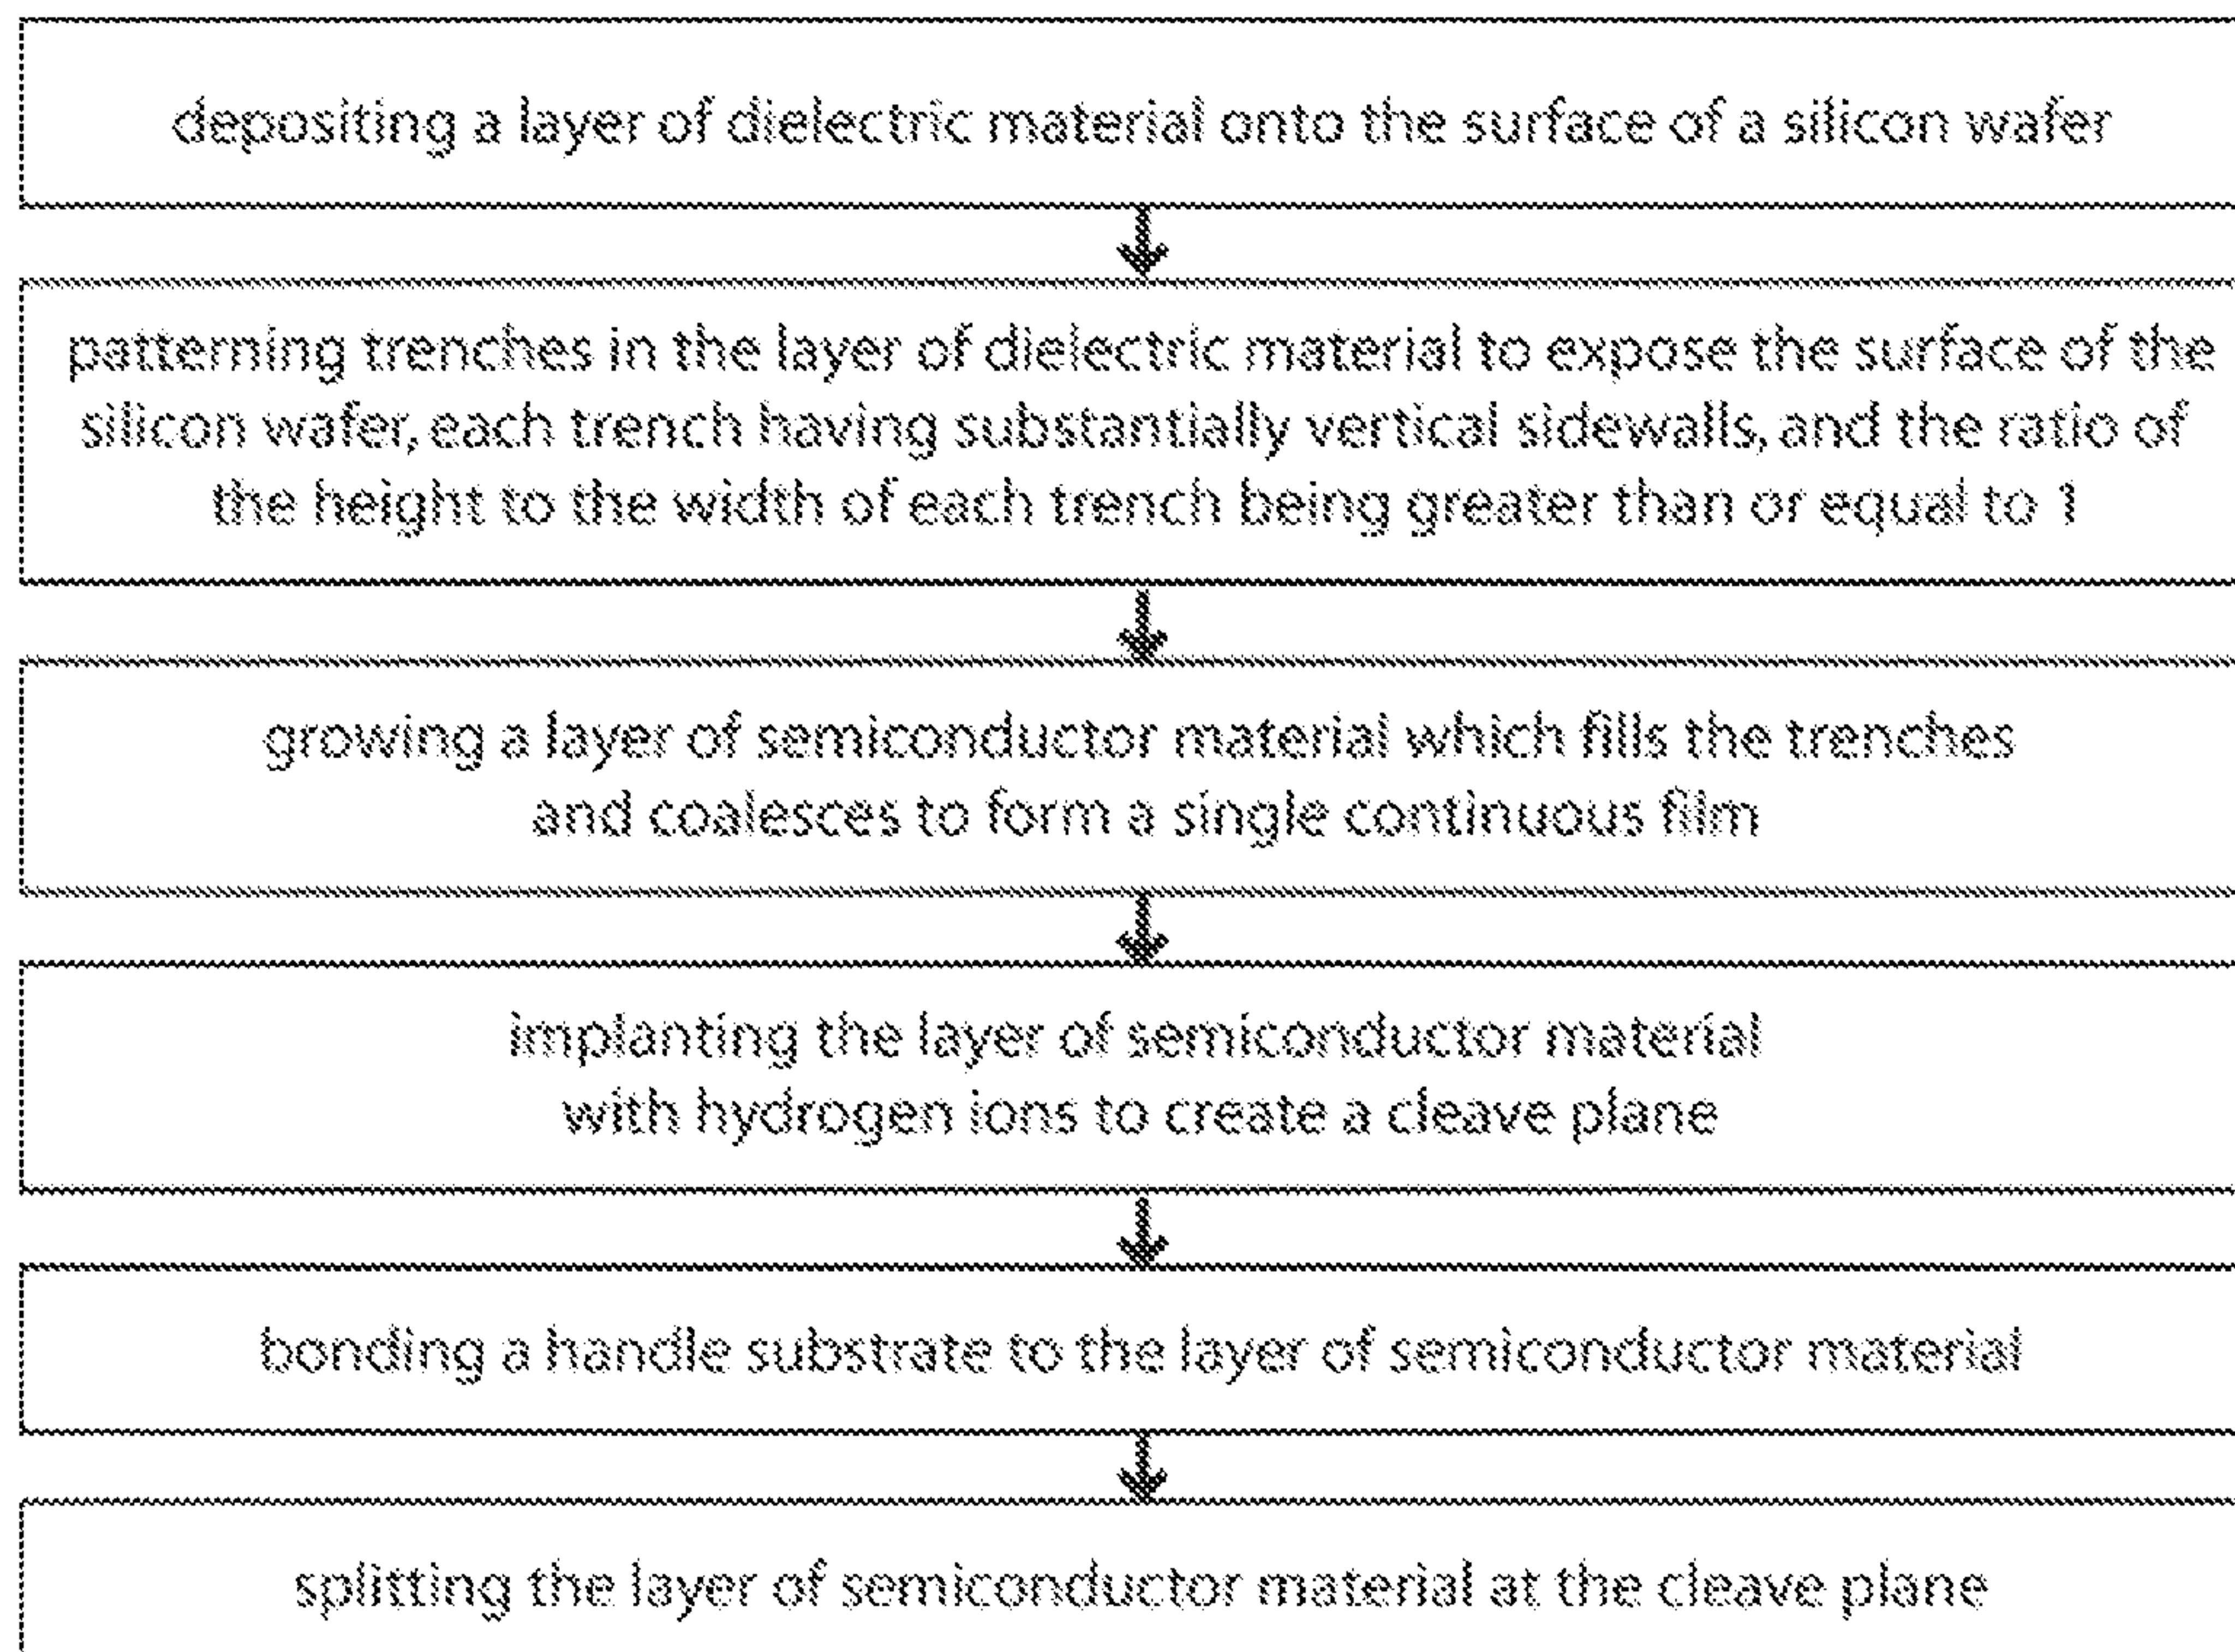 depositing a layer of dielectric material onto the surface of a silicon wafer
patterning trenches in the layer of dielectric material to expose the surface of the
silicon wafer, each trench having substantially vertical sidewalls, and the ratio of
the height to the width of each trench being greater than or equal to 1
growing a layer of semiconductor material which fills the trenches
and coalesces to form a single continuous film
implanting the layer of semiconductor material
with hydrogen ions to create a cleave plane
bonding a handle substrate to the layer of semiconductor material
splitting the layer of semiconductor material at the cleave plane